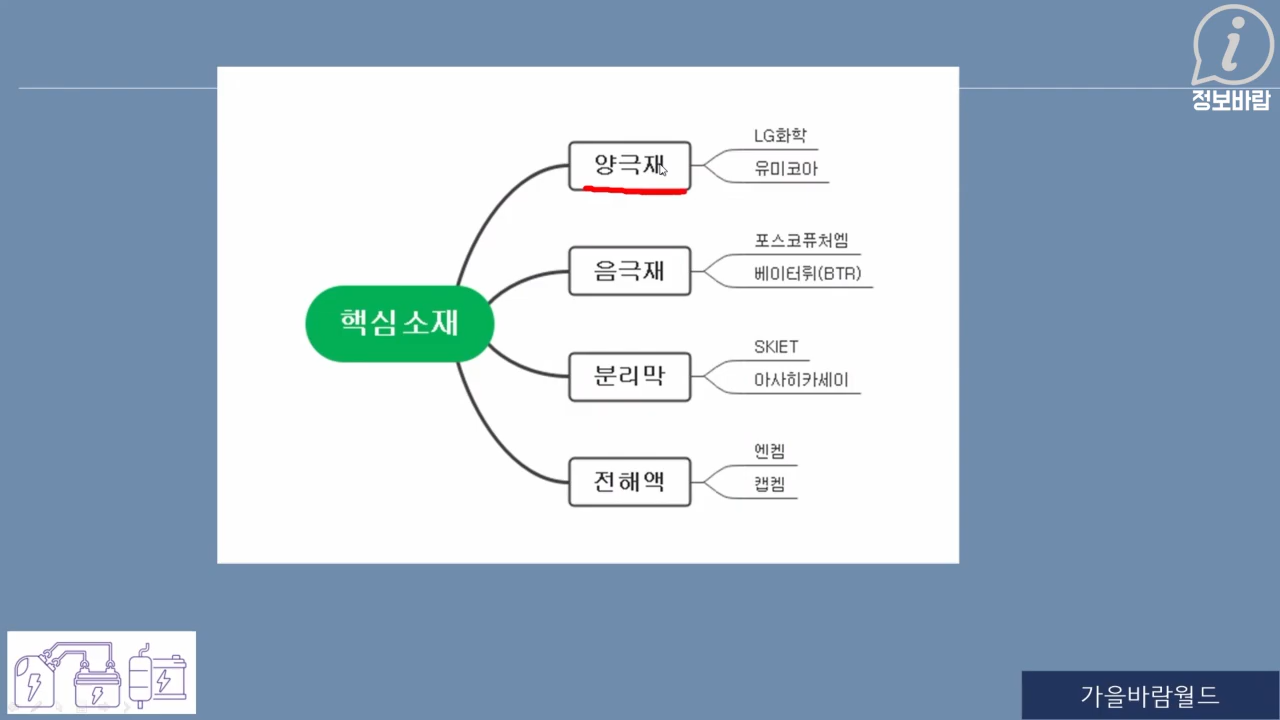 정보바람
양극재
LG화학
유미코아
음극재
포스코퓨처엠
베이터뤼(BTR)
핵심소재
분리막
SKIET
아사히카세이
전해액
엔켐
캡켐
가을바람월드